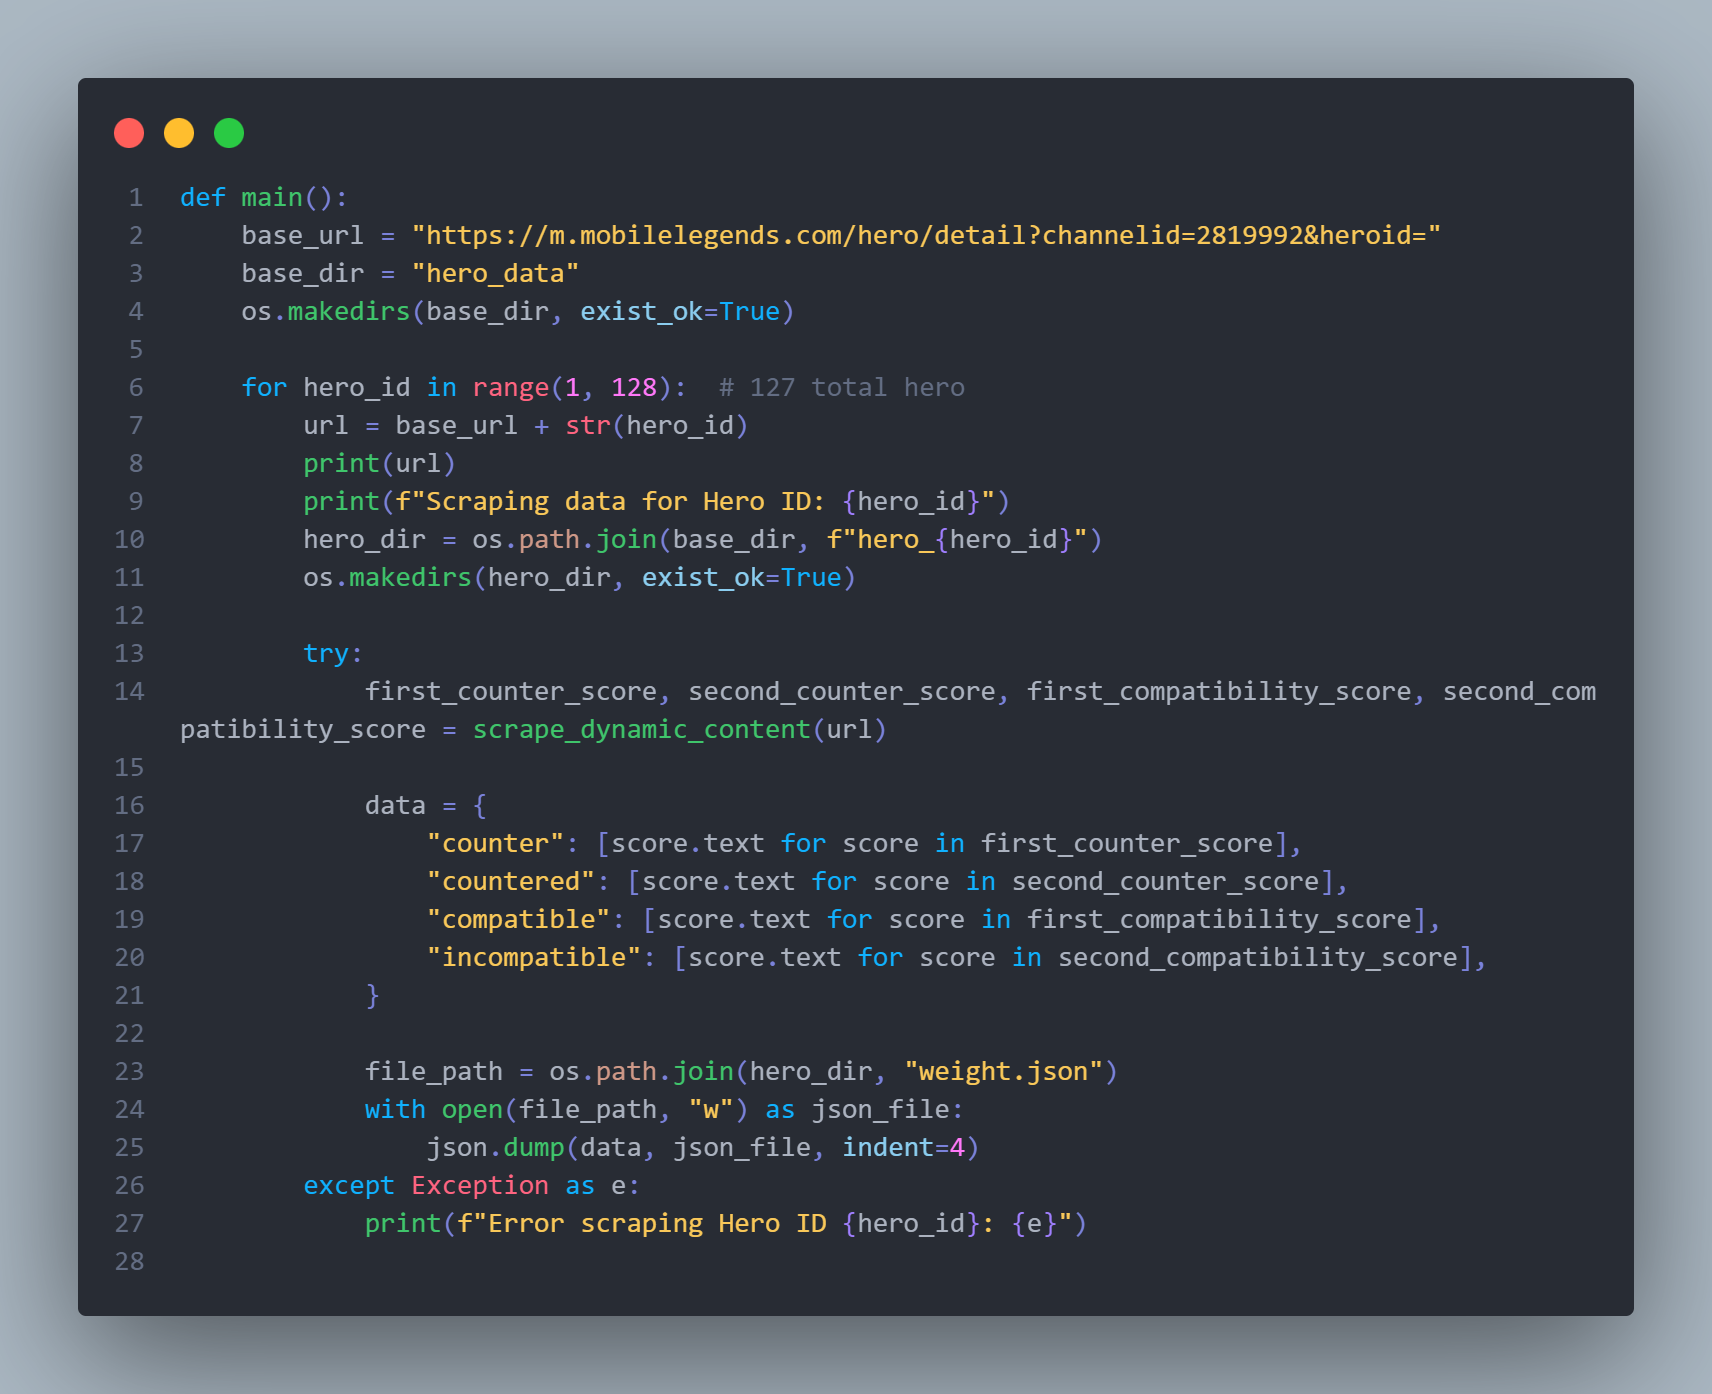 1 def main():
2     base_url = "https://m.mobilelegends.com/hero/detail?channelid=2819992&heroid="
3     base_dir = "hero_data"
4     os.makedirs(base_dir, exist_ok=True)
5
6     for hero_id in range(1, 128):  # 127 total hero
7         url = base_url + str(hero_id)
8         print(url)
9         print(f"Scraping data for Hero ID: {hero_id}")
10         hero_dir = os.path.join(base_dir, f"hero_{hero_id}")
11         os.makedirs(hero_dir, exist_ok=True)
12
13         try:
14             first_counter_score, second_counter_score, first_compatibility_score, second_com
patibility_score = scrape_dynamic_content(url)
15
16             data = {
17                 "counter": [score.text for score in first_counter_score],
18                 "countered": [score.text for score in second_counter_score],
19                 "compatible": [score.text for score in first_compatibility_score],
20                 "incompatible": [score.text for score in second_compatibility_score],
21             }
22
23             file_path = os.path.join(hero_dir, "weight.json")
24             with open(file_path, "w") as json_file:
25                 json.dump(data, json_file, indent=4)
26         except Exception as e:
27             print(f"Error scraping Hero ID {hero_id}: {e}")
28